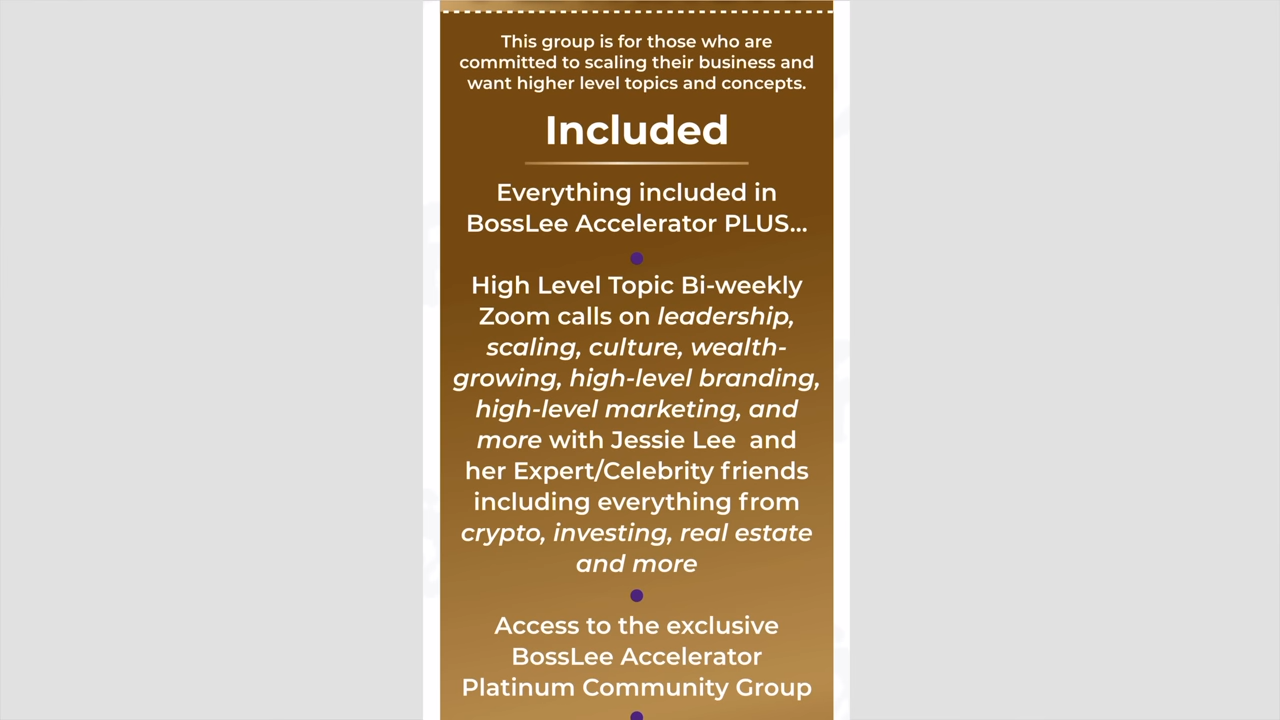 This group is for those who are
committed to scaling their business and
want higher level topics and concepts.
Included
Everything included in
BossLee Accelerator PLUS...
High Level Topic Bi-weekly
Zoom calls on leadership,
scaling, culture, wealth-
growing, high-level branding,
high-level marketing, and
more with Jessie Lee  and
her Expert/Celebrity friends
including everything from
crypto, investing, real estate
and more
Access to the exclusive
BossLee Accelerator
Platinum Community Group